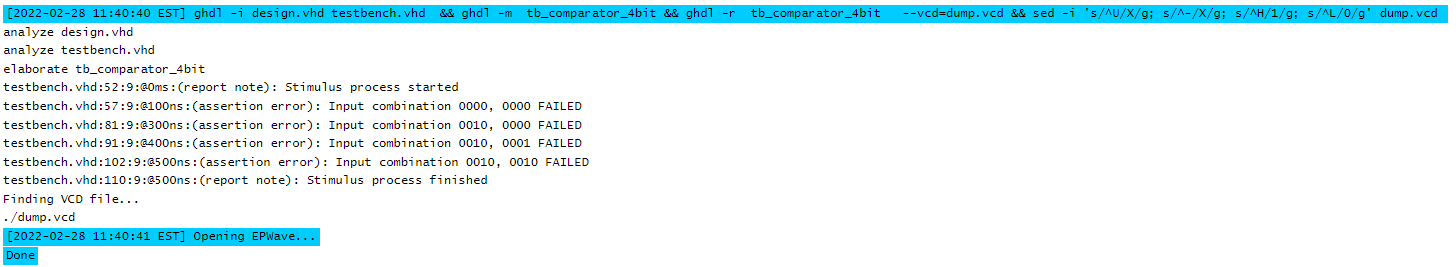 [2022-02-28 11:40:40 EST] ghdl -i design.vhd testbench.vhd  && ghdl -m  tb_comparator_4bit && ghdl -r  tb_comparator_4bit   --vcd=dump.vcd && sed -i 's/^U/X/g; s/^-/X/g; s/^H/1/g; s/^L/0/g' dump.vcd
analyze design.vhd
analyze testbench.vhd
elaborate tb_comparator_4bit
testbench.vhd:52:9:@0ms:(report note): Stimulus process started
testbench.vhd:57:9:@100ns:(assertion error): Input combination 0000, 0000 FAILED
testbench.vhd:81:9:@300ns:(assertion error): Input combination 0010, 0000 FAILED
testbench.vhd:91:9:@400ns:(assertion error): Input combination 0010, 0001 FAILED
testbench.vhd:102:9:@500ns:(assertion error): Input combination 0010, 0010 FAILED
testbench.vhd:110:9:@500ns:(report note): Stimulus process finished
Finding VCD file...
./dump.vcd
[2022-02-28 11:40:41 EST] Opening EPWave...
Done